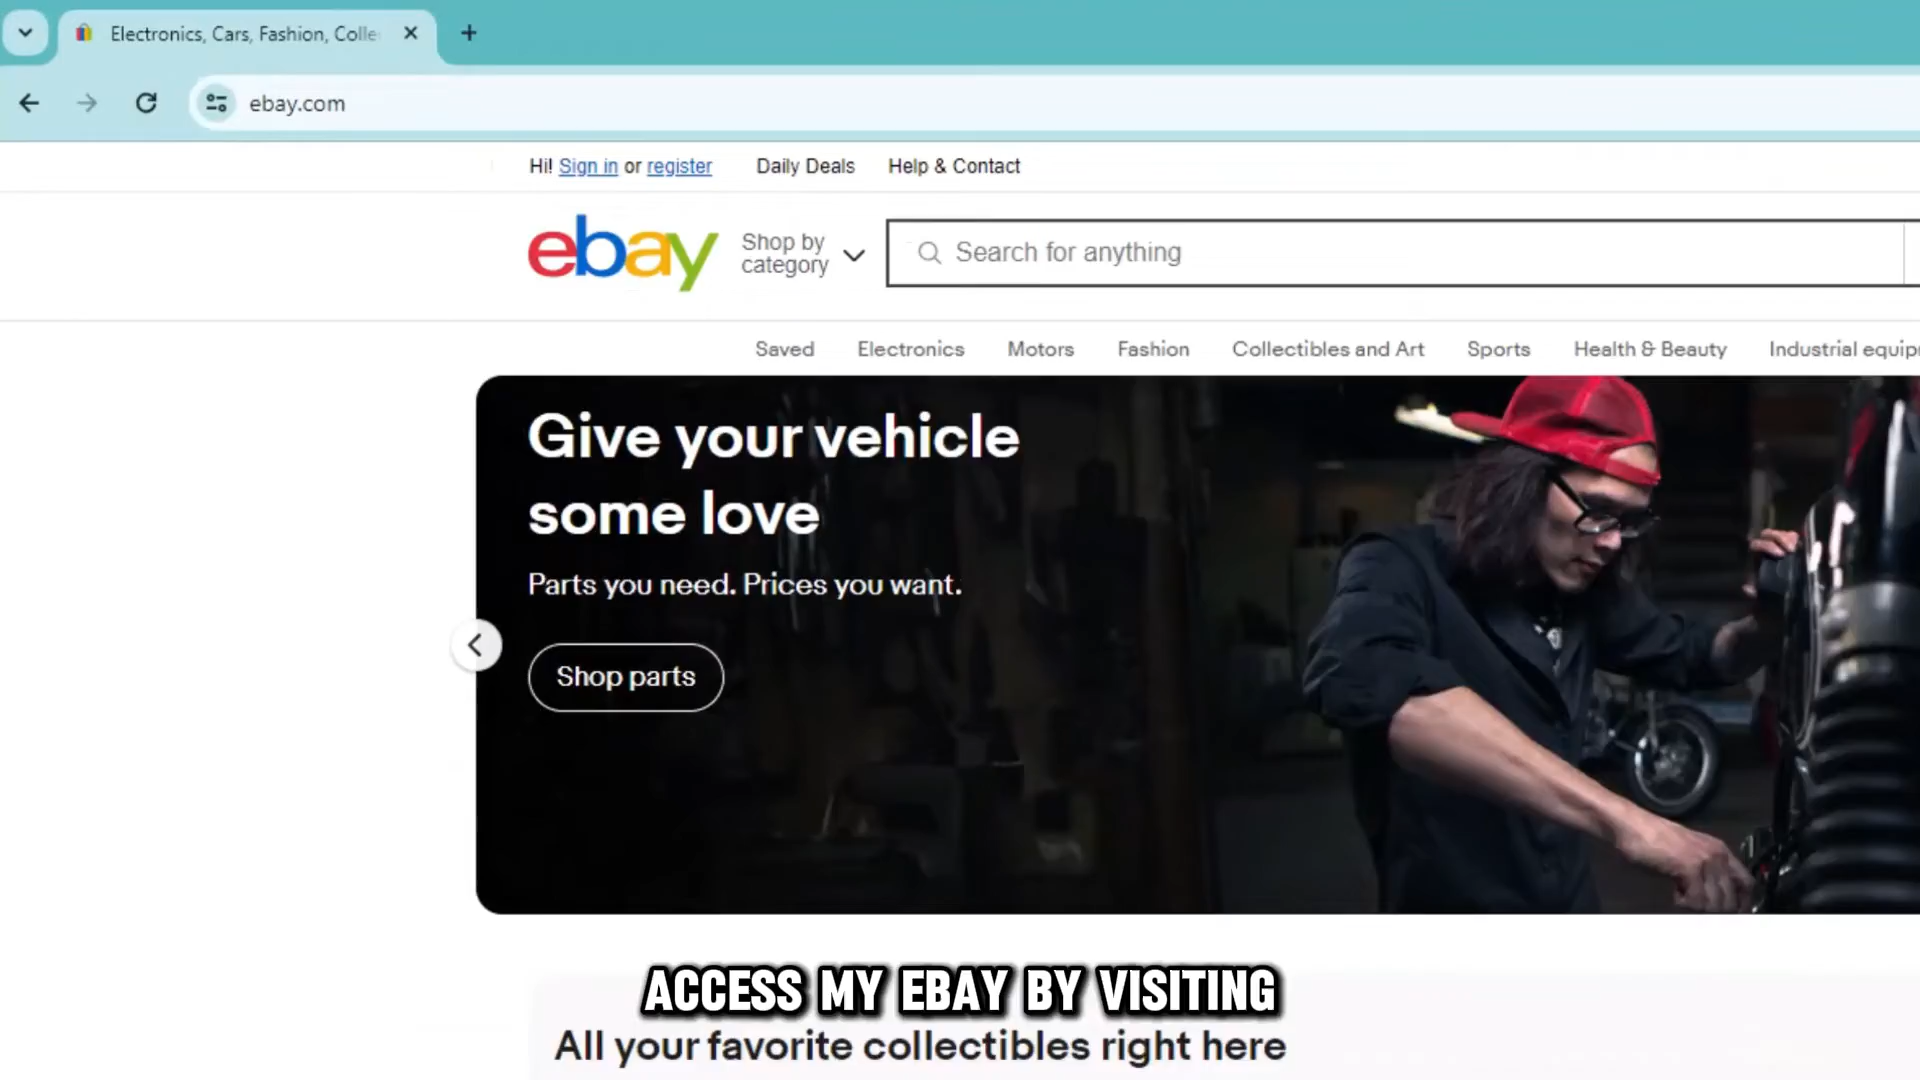 Electronics, Cars, Fashion, Colle
ebay.com
Hi! Sign in or register Daily Deals Help & Contact
ebay
Shop by
category
Search for anything
Saved Electronics Motors Fashion Collectibles and Art Sports Health & Beauty Industrial equip
Give your vehicle
some love
Parts you need. Prices you want.
Shop parts
ACCESS MY EBAY BY VISITING
All your favorite collectibles right here